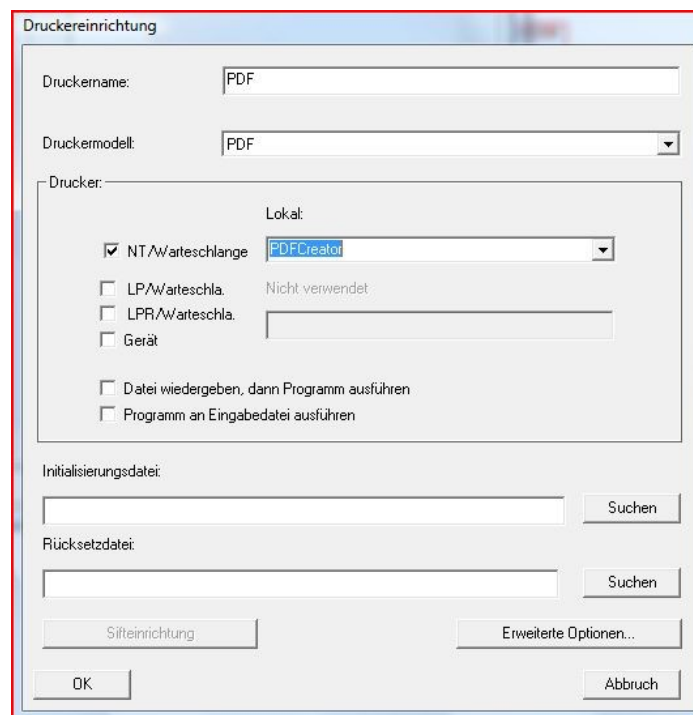 Druckereinrichtung
Druckername: PDF
Druckermodell: PDF
Drucker:
Lokal:
NT/Warteschlange PDFCreator
LP/Warteschla. Nicht verwendet
LPR/Warteschla.
Gerät
Datei wiedergeben, dann Programm ausführen
Programm an Eingabedatei ausführen
Initialisierungsdatei:
Suchen
Rücksetzdatei:
Suchen
Sifteinrichtung Erweiterte Optionen...
OK Abbruch